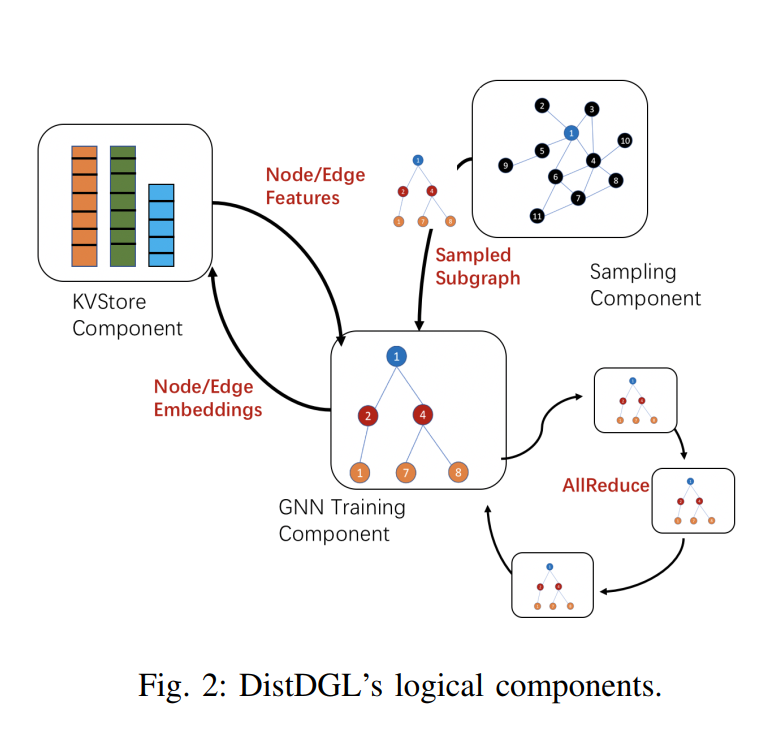 2
3
1
10
5
4
9
6
8
7
11
1
2
4
1
7
8
Node/Edge
Features
Sampled
Subgraph
Sampling
Component
KVStore
Component
Node/Edge
Embeddings
1
2
4
1
7
8
GNN Training
Component
AllReduce
Fig. 2: DistDGL's logical components.